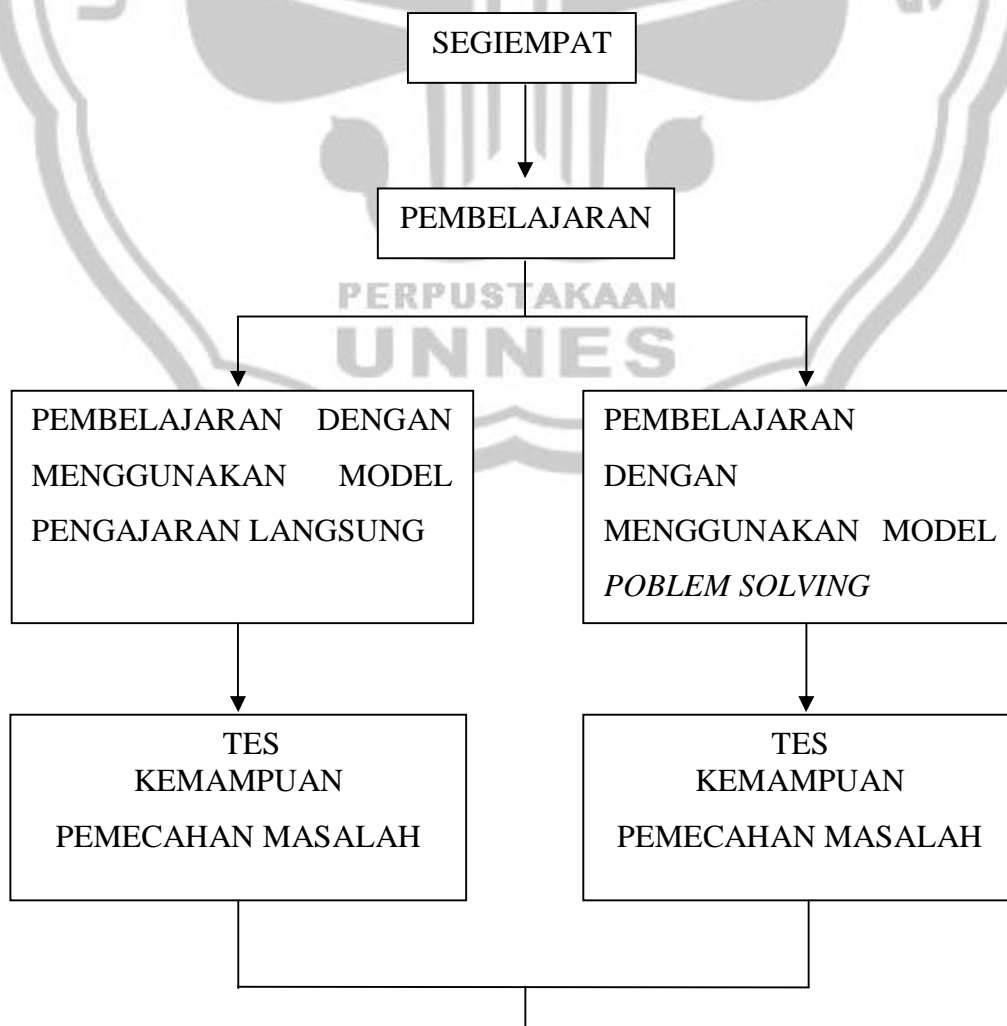 SEGIEMPAT
PEMBELAJARAN
PERPUSTAKAAN
UNNES
PEMBELAJARAN DENGAN
MENGGUNAKAN MODEL
PENGAJARAN LANGSUNG
PEMBELAJARAN
DENGAN
MENGGUNAKAN MODEL
POBLEM SOLVING
TES
KEMAMPUAN
PEMECAHAN MASALAH
TES
KEMAMPUAN
PEMECAHAN MASALAH